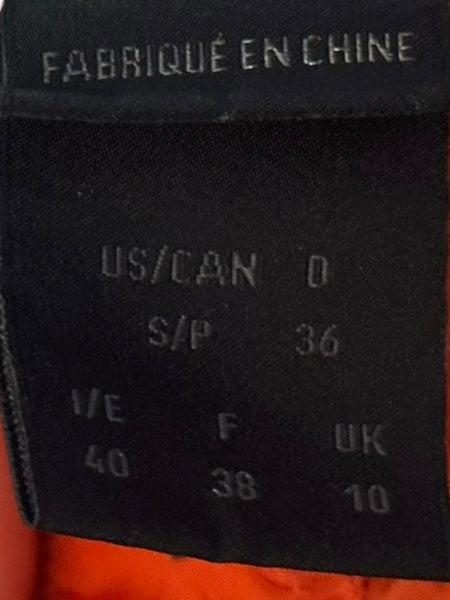 FABRIQUÉ EN CHINE
US/CAN 0
S/P 36
I/E F UK
40 38 10